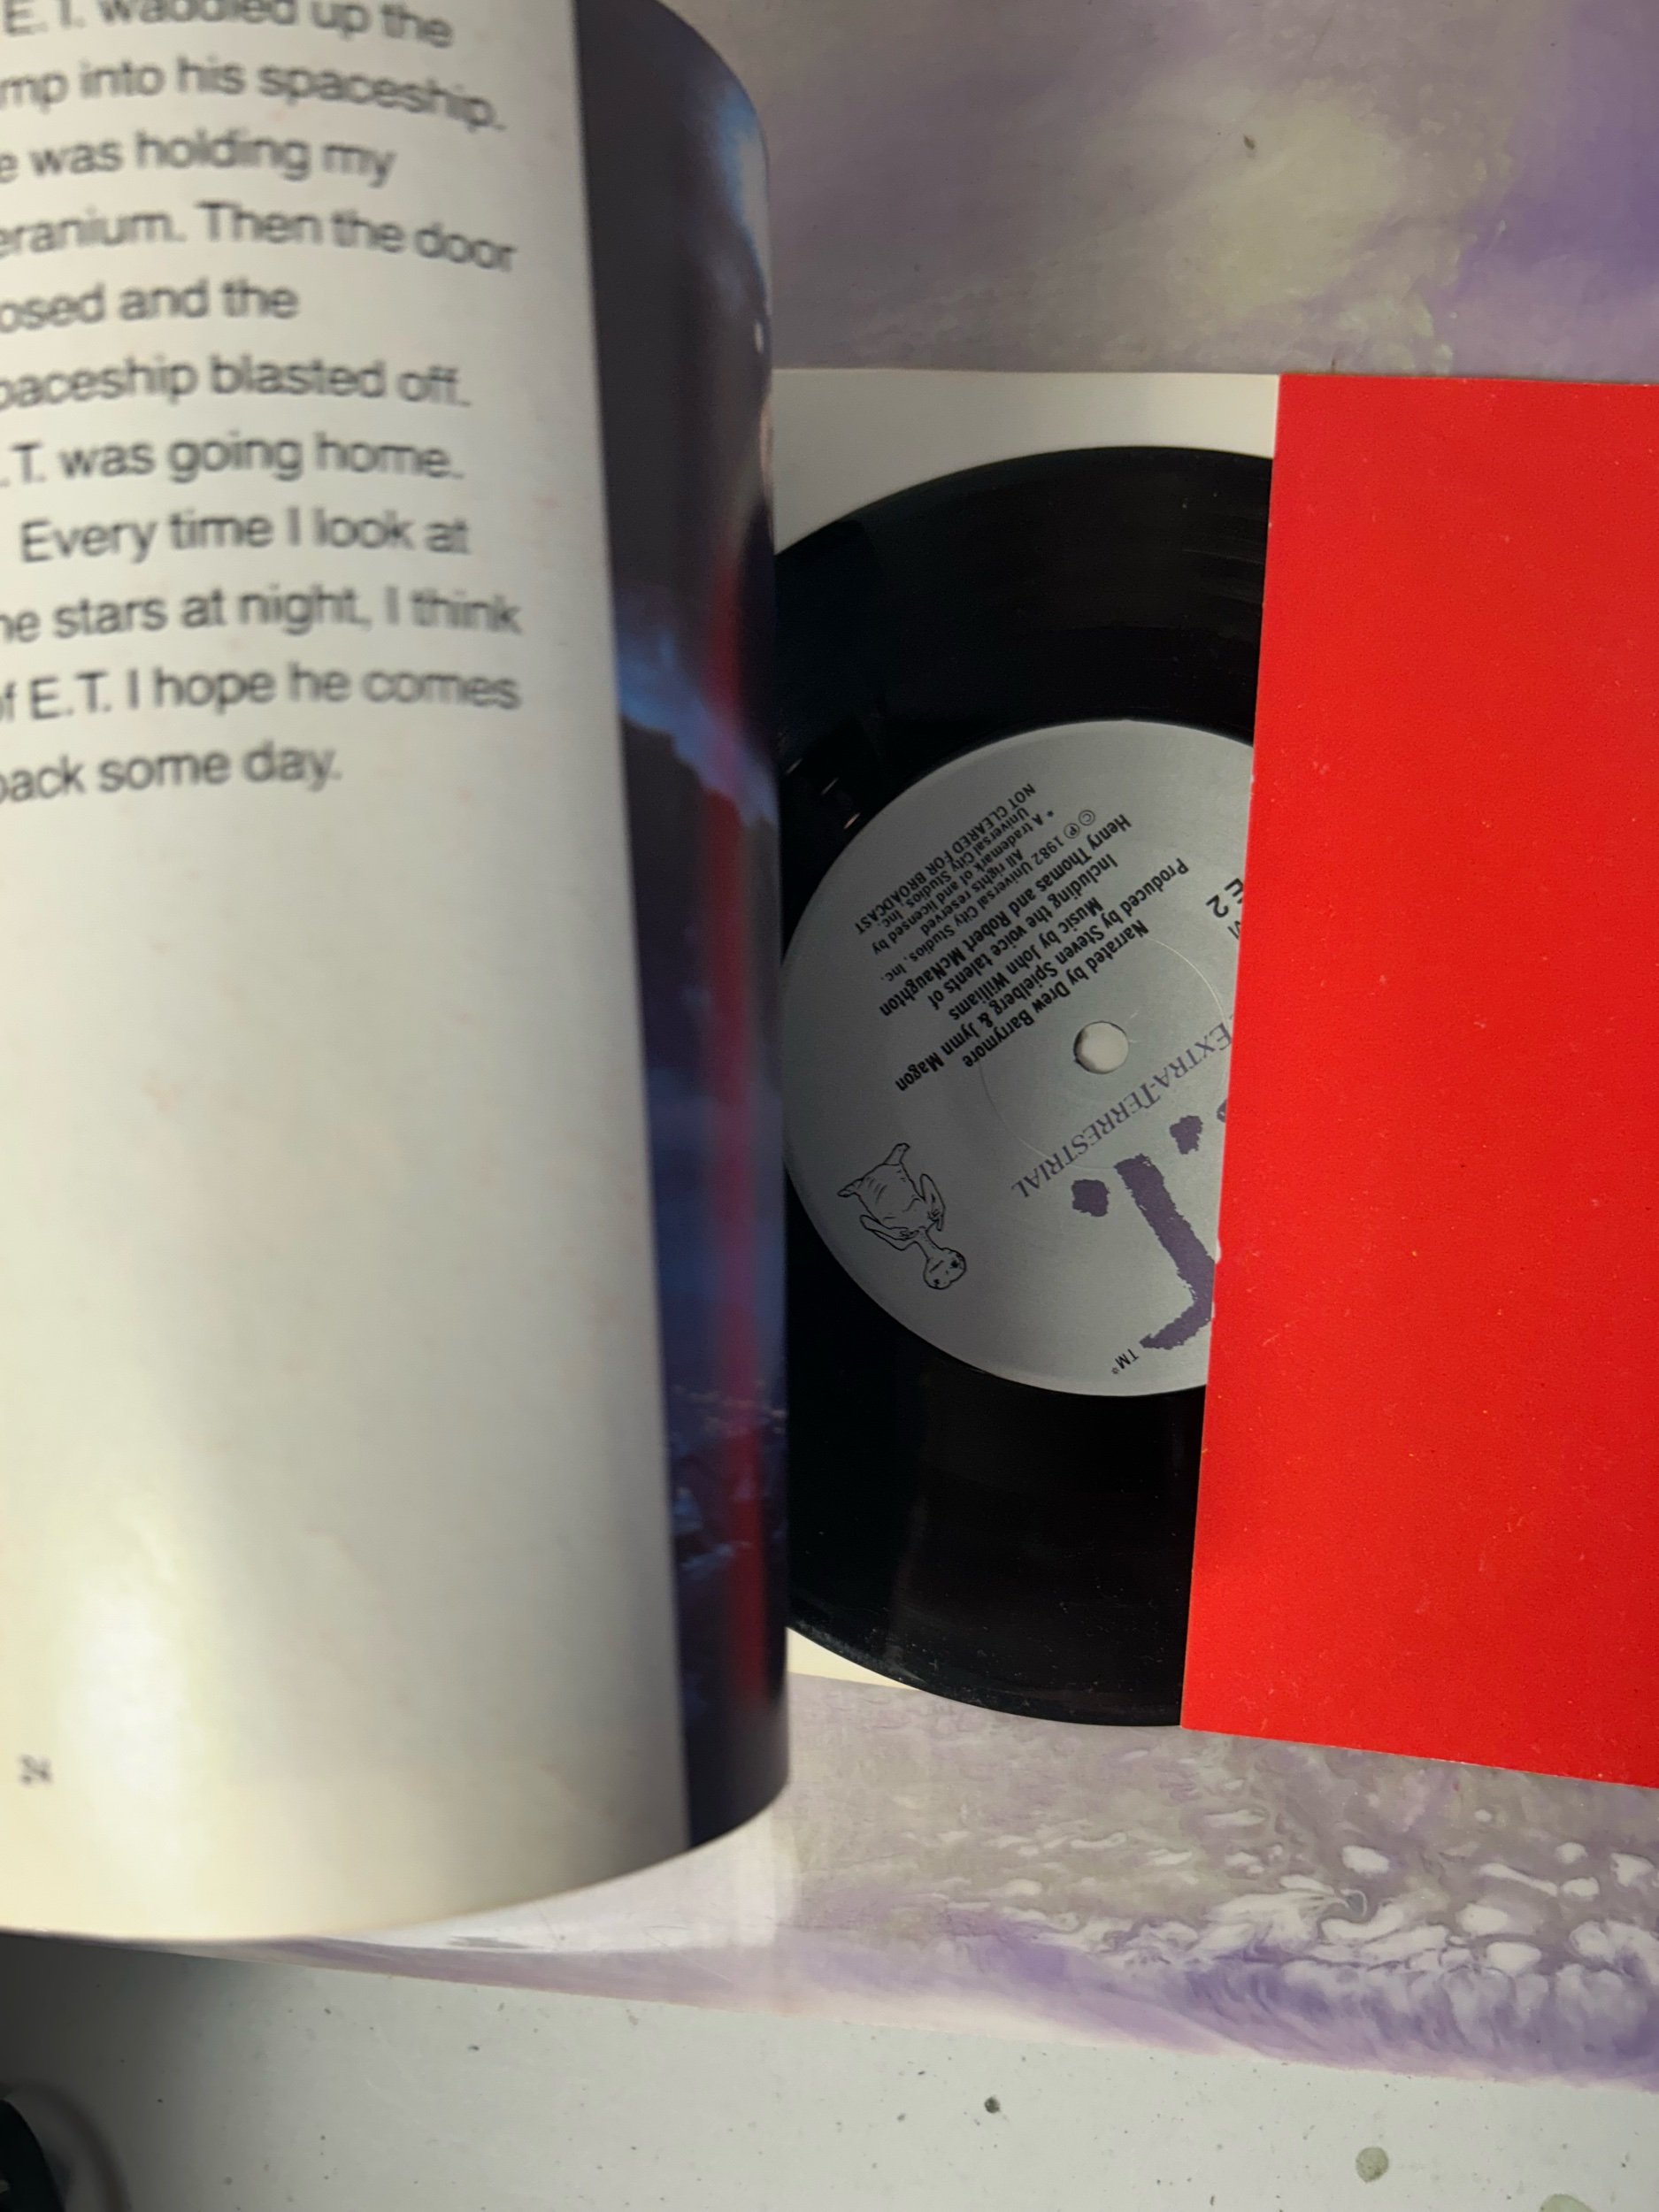 E.T. waddled up the
mp into his spaceship.
e was holding my
eranium. Then the door
osed and the
paceship blasted off.
.T. was going home.
Every time I look at
he stars at night, I think
of E.T. I hope he comes
back some day.
24
TM°
T.
EXTRA-TERRESTRIAL
E 2
Narrated by Drew Barrymore
Produced by Steven Spielberg & Jymn Magon
Music by John Williams
Including the voice talents of
Henry Thomas and Robert McNaughton
© ℗ 1982 Universal City Studios, Inc.
All rights reserved
* A trademark of and licensed by
Universal City Studios, Inc.
NOT CLEARED FOR BROADCAST